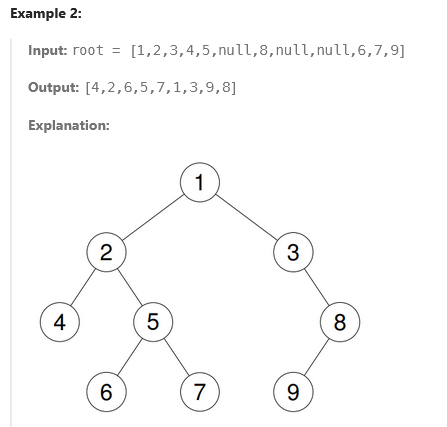 Example 2:
Input: root = [1,2,3,4,5,null,8,null,null,6,7,9]
Output: [4,2,6,5,7,1,3,9,8]
Explanation:
1
2 3
4 5 8
6 7 9